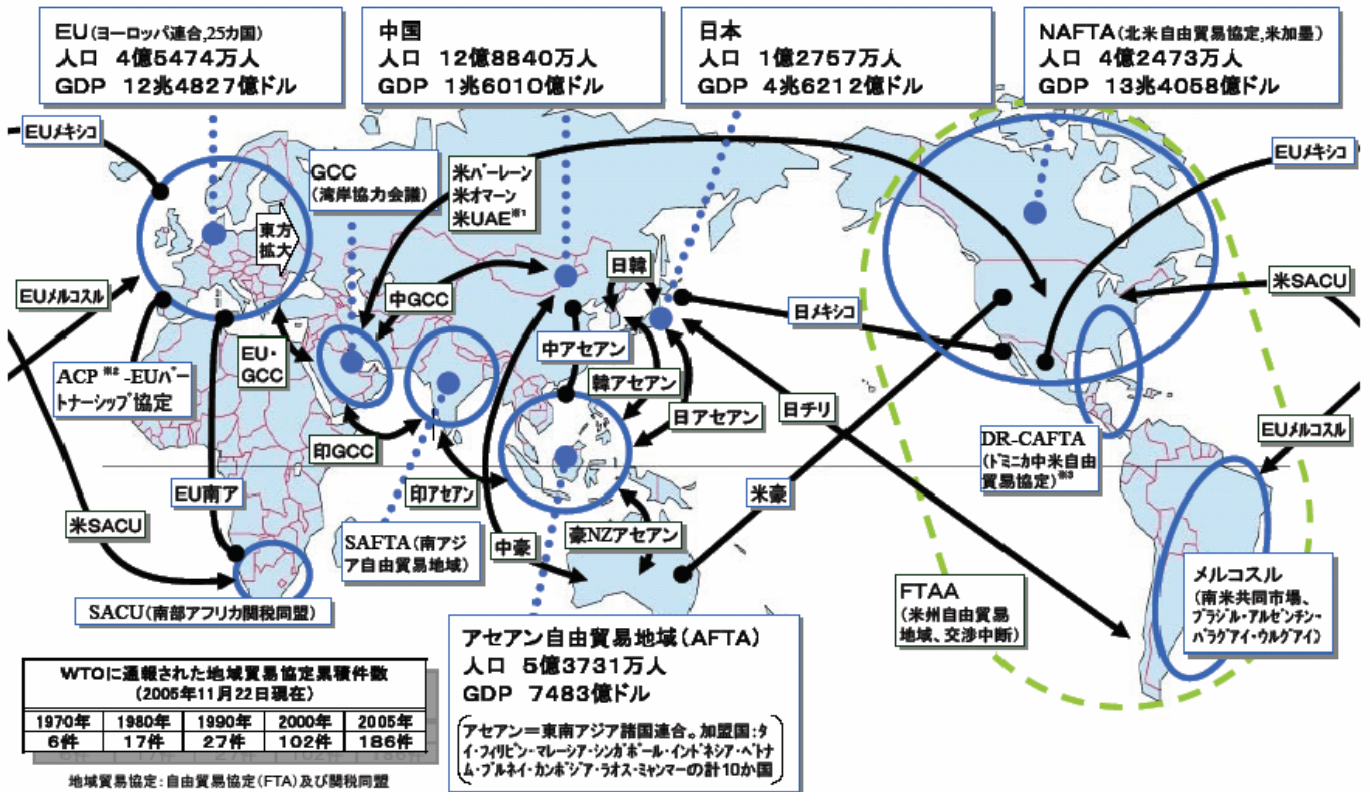 EU(ヨーロッパ連合,25カ国)
人口 4億5474万人
GDP 12兆4827億ドル
中国
人口 12億8840万人
GDP 1兆6010億ドル
日本
人口 1億2757万人
GDP 4兆6212億ドル
NAFTA(北米自由貿易協定,米加墨)
人口 4億2473万人
GDP 13兆4058億ドル
EUメキシコ
GCC
(湾岸協力会議)
米バーレーン
米オマーン
米UAE※1
EUメキシコ
東方
拡大
日韓
EUメルコスル
中GCC
米SACU
日メキシコ
中アセアン
EU・
GCC
ACP※2-EUパー
トナーシップ協定
韓アセアン
日アセアン
日チリ
印GCC
DR-CAFTA
(ドミニカ中米自由
貿易協定)※3
EUメルコスル
EU南ア
印アセアン
米豪
米SACU
SAFTA(南アジ
ア自由貿易地域)
中豪
豪NZアセアン
FTAA
(米州自由貿易
地域、交渉中断)
メルコスル
(南米共同市場、
ブラジル・アルゼンチン・
パラグアイ・ウルグアイ)
SACU(南部アフリカ関税同盟)
アセアン自由貿易地域(AFTA)
人口 5億3731万人
GDP 7483億ドル
アセアン=東南アジア諸国連合。加盟国:タ
イ・フィリピン・マレーシア・シンガポール・インドネシア・ベトナ
ム・ブルネイ・カンボジア・ラオス・ミャンマーの計10か国
WTOに通報された地域貿易協定累積件数
(2005年11月22日現在)
1970年 1980年 1990年 2000年 2005年
6件 17件 27件 102件 186件
地域貿易協定:自由貿易協定(FTA)及び関税同盟